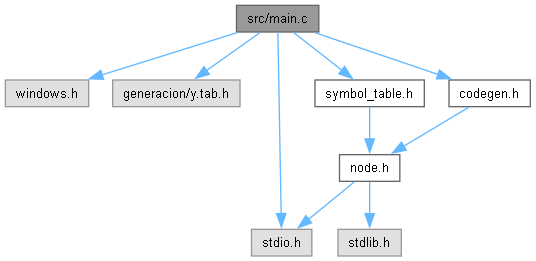 src/main.c
windows.h
generacion/y.tab.h
symbol_table.h
codegen.h
node.h
stdio.h
stdlib.h